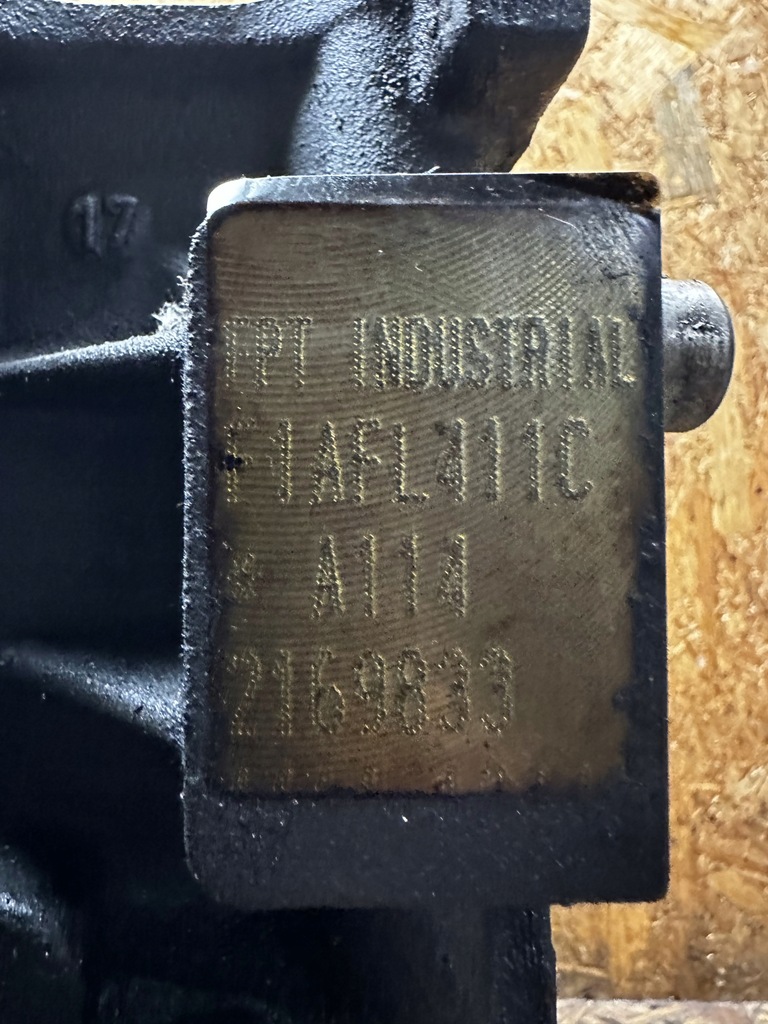 17
FPT INDUSTRIAL
F1AFL411C
* A114
2169833